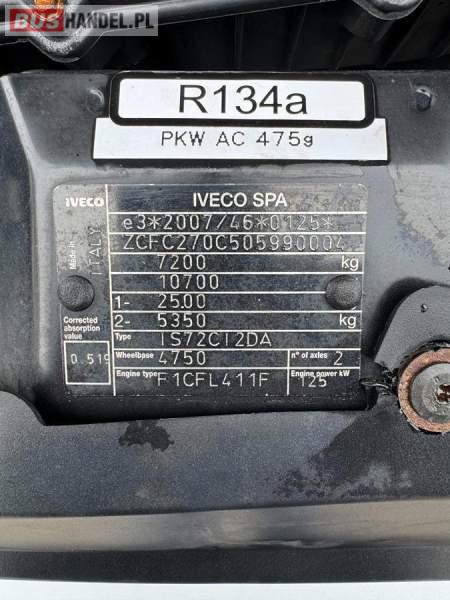 BUSHANDEL.PL
R134a
PKW AC 475g
IVECO IVECO SPA
e3*2007/46*0125*
ZCFC270C505990004
7200 kg
10700
1- 2500
2- 5350 kg
Made in ITALY
Corrected absorption value
0.519
Type IS72CI2DA
Wheelbase 4750 n° of axles 2
Engine type F1CFL411F Engine power kW 125